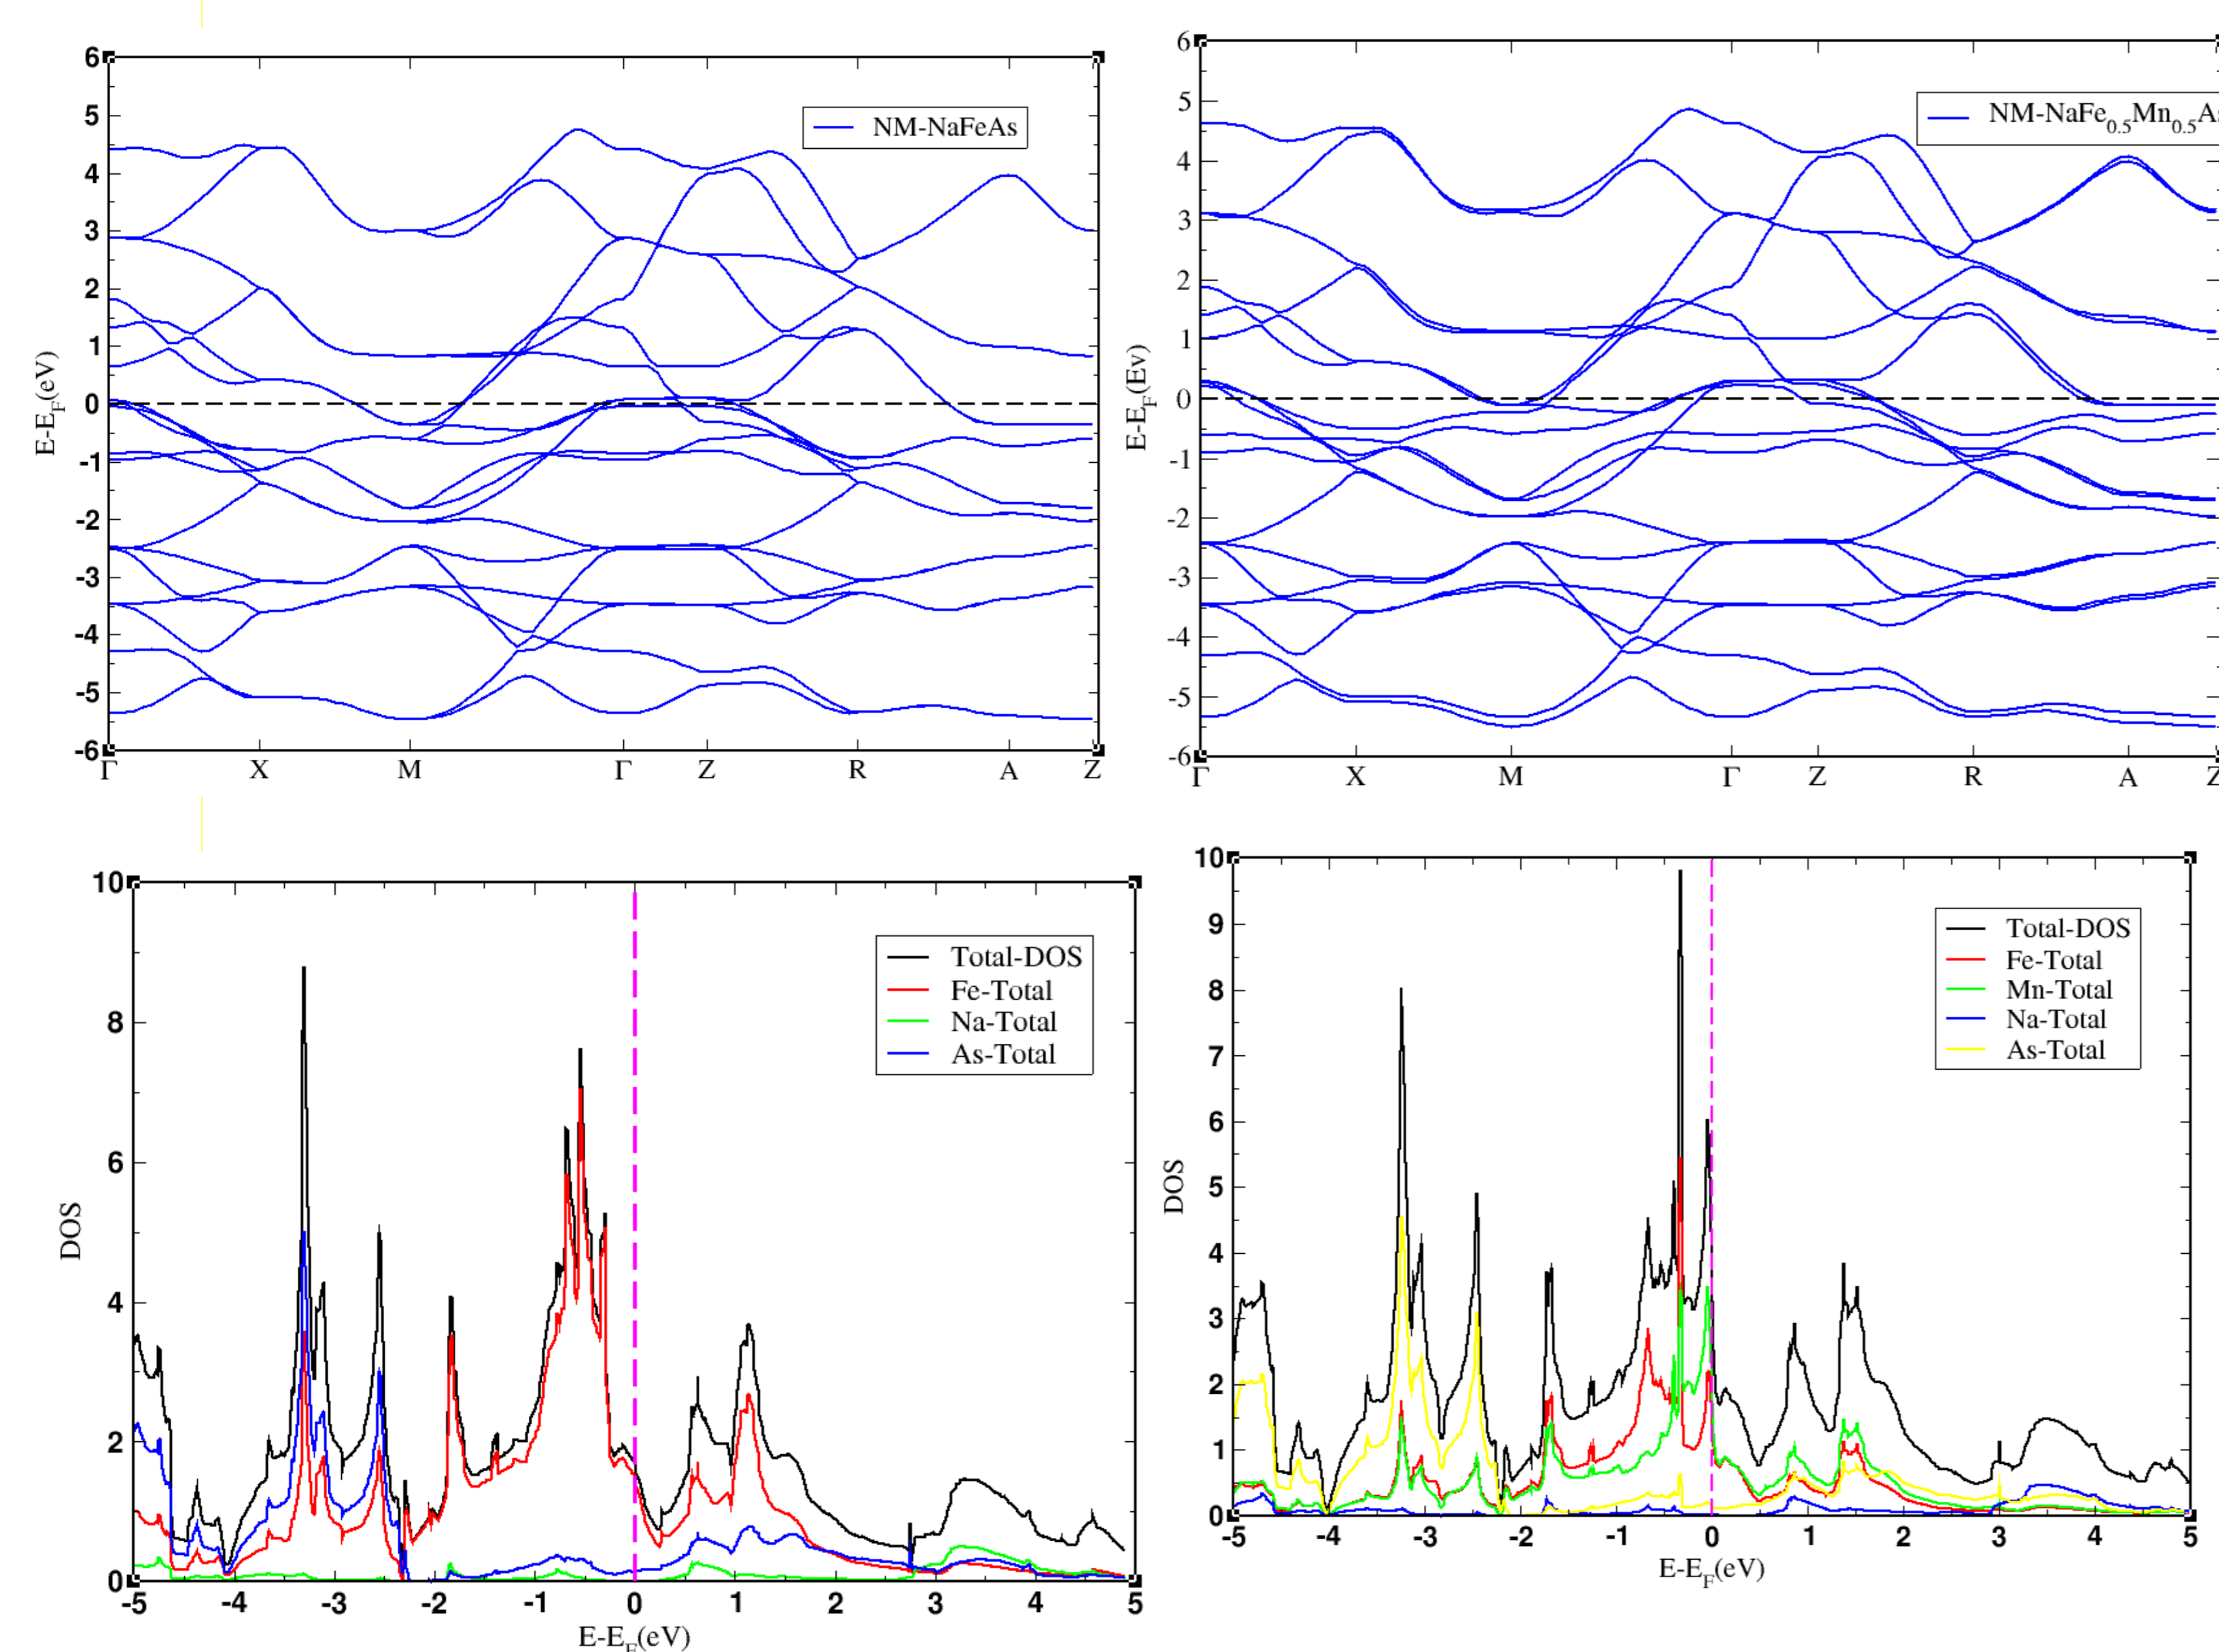 6
5
4
3
2
1
0
-1
-2
-3
-4
-5
-6
E-E_F(eV)
NM-NaFeAs
Γ X M Γ Z R A Z
6
5
4
3
2
1
0
-1
-2
-3
-4
-5
-6
E-E_F(Ev)
NM-NaFe_0.5Mn_0.5As
Γ X M Γ Z R A Z
10
8
6
4
2
0
DOS
Total-DOS
Fe-Total
Na-Total
As-Total
-5 -4 -3 -2 -1 0 1 2 3 4 5
E-E_F(eV)
10
9
8
7
6
5
4
3
2
1
0
DOS
Total-DOS
Fe-Total
Mn-Total
Na-Total
As-Total
-5 -4 -3 -2 -1 0 1 2 3 4 5
E-E_F(eV)